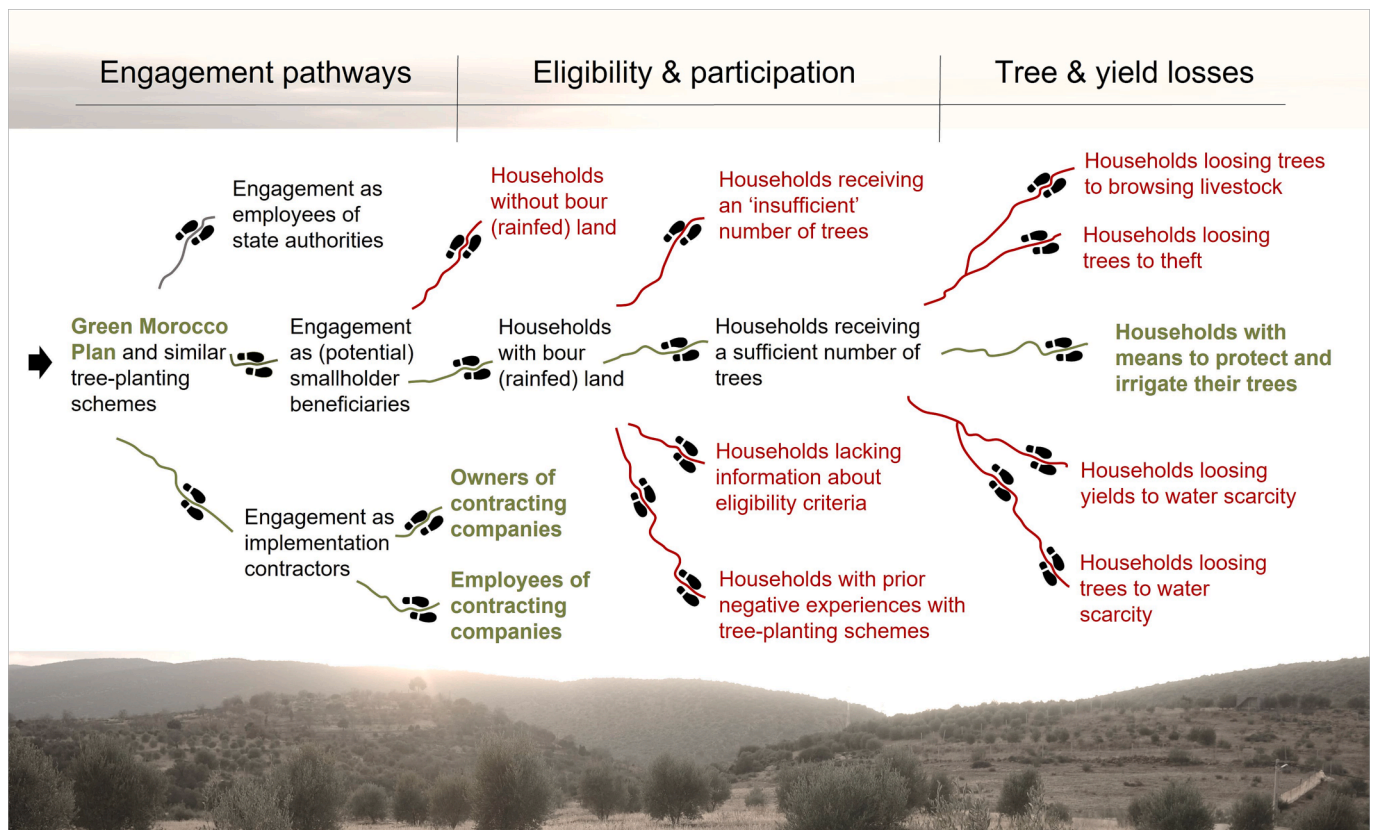 Engagement pathways
Eligibility & participation
Tree & yield losses
Engagement as
employees of
state authorities
Households
without bour
(rainfed) land
Households receiving
an ‘insufficient’
number of trees
Households loosing trees
to browsing livestock
Households loosing
trees to theft
Green Morocco
Plan and similar
tree-planting
schemes
Engagement
as (potential)
smallholder
beneficiaries
Households
with bour
(rainfed) land
Households receiving
a sufficient number of
trees
Households with
means to protect and
irrigate their trees
Engagement as
implementation
contractors
Owners of
contracting
companies
Employees of
contracting
companies
Households lacking
information about
eligibility criteria
Households with prior
negative experiences with
tree-planting schemes
Households loosing
yields to water scarcity
Households loosing
trees to water
scarcity